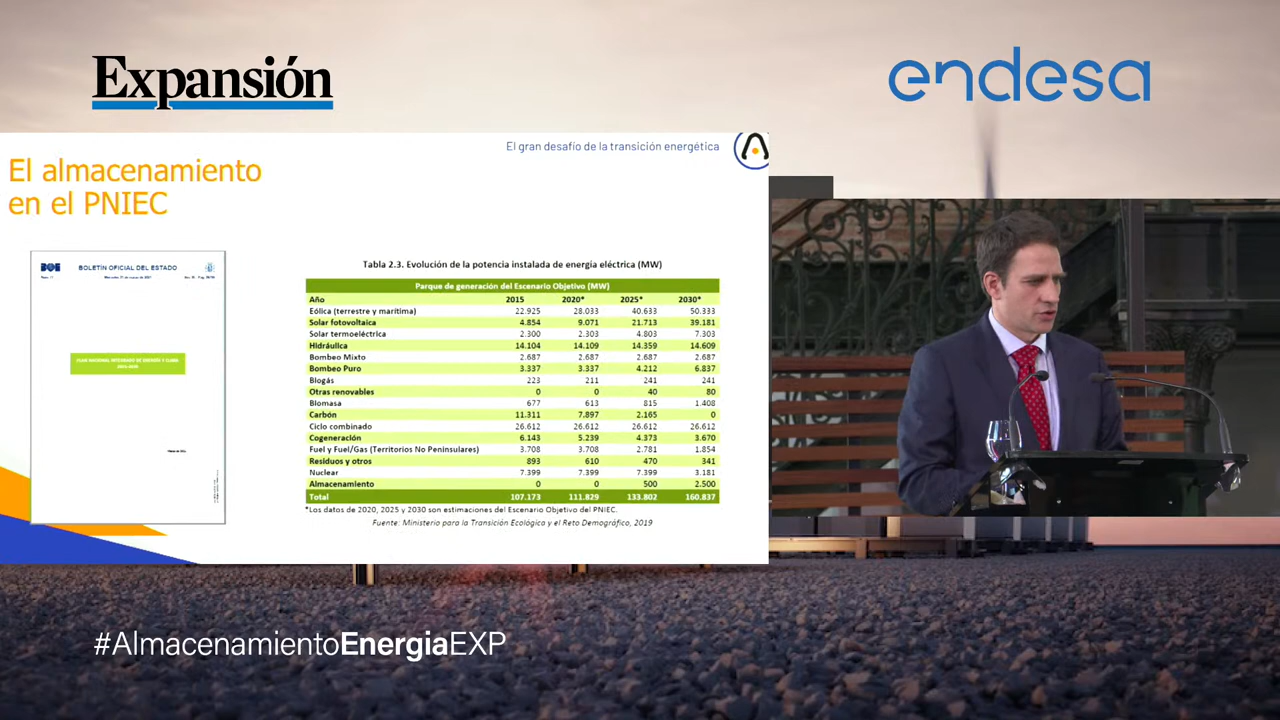 Expansión
endesa
El gran desafío de la transición energética
El almacenamiento
en el PNIEC
BOE
BOLETÍN OFICIAL DEL ESTADO
PLAN NACIONAL INTEGRADO DE ENERGÍA Y CLIMA
2021-2030
Tabla 2.3. Evolución de la potencia instalada de energía eléctrica (MW)
Parque de generación del Escenario Objetivo (MW)
Año 2015 2020* 2025* 2030*
Eólica (terrestre y marítima) 22.925 28.033 40.633 50.333
Solar fotovoltaica 4.854 9.071 21.713 39.181
Solar termoeléctrica 2.300 2.303 4.803 7.303
Hidráulica 14.104 14.109 14.359 14.609
Bombeo Mixto 2.687 2.687 2.687 2.687
Bombeo Puro 3.337 3.337 4.212 6.837
Biogás 223 211 241 241
Otras renovables 0 0 40 80
Biomasa 677 613 815 1.408
Carbón 11.311 7.897 2.165 0
Ciclo combinado 26.612 26.612 26.612 26.612
Cogeneración 6.143 5.239 4.373 3.670
Fuel y Fuel/Gas (Territorios No Peninsulares) 3.708 3.708 2.781 1.854
Residuos y otros 893 610 470 341
Nuclear 7.399 7.399 7.399 3.181
Almacenamiento 0 0 500 2.500
Total 107.173 111.829 133.802 160.837
*Los datos de 2020, 2025 y 2030 son estimaciones del Escenario Objetivo del PNIEC.
Fuente: Ministerio para la Transición Ecológica y el Reto Demográfico, 2019
#AlmacenamientoEnergiaEXP